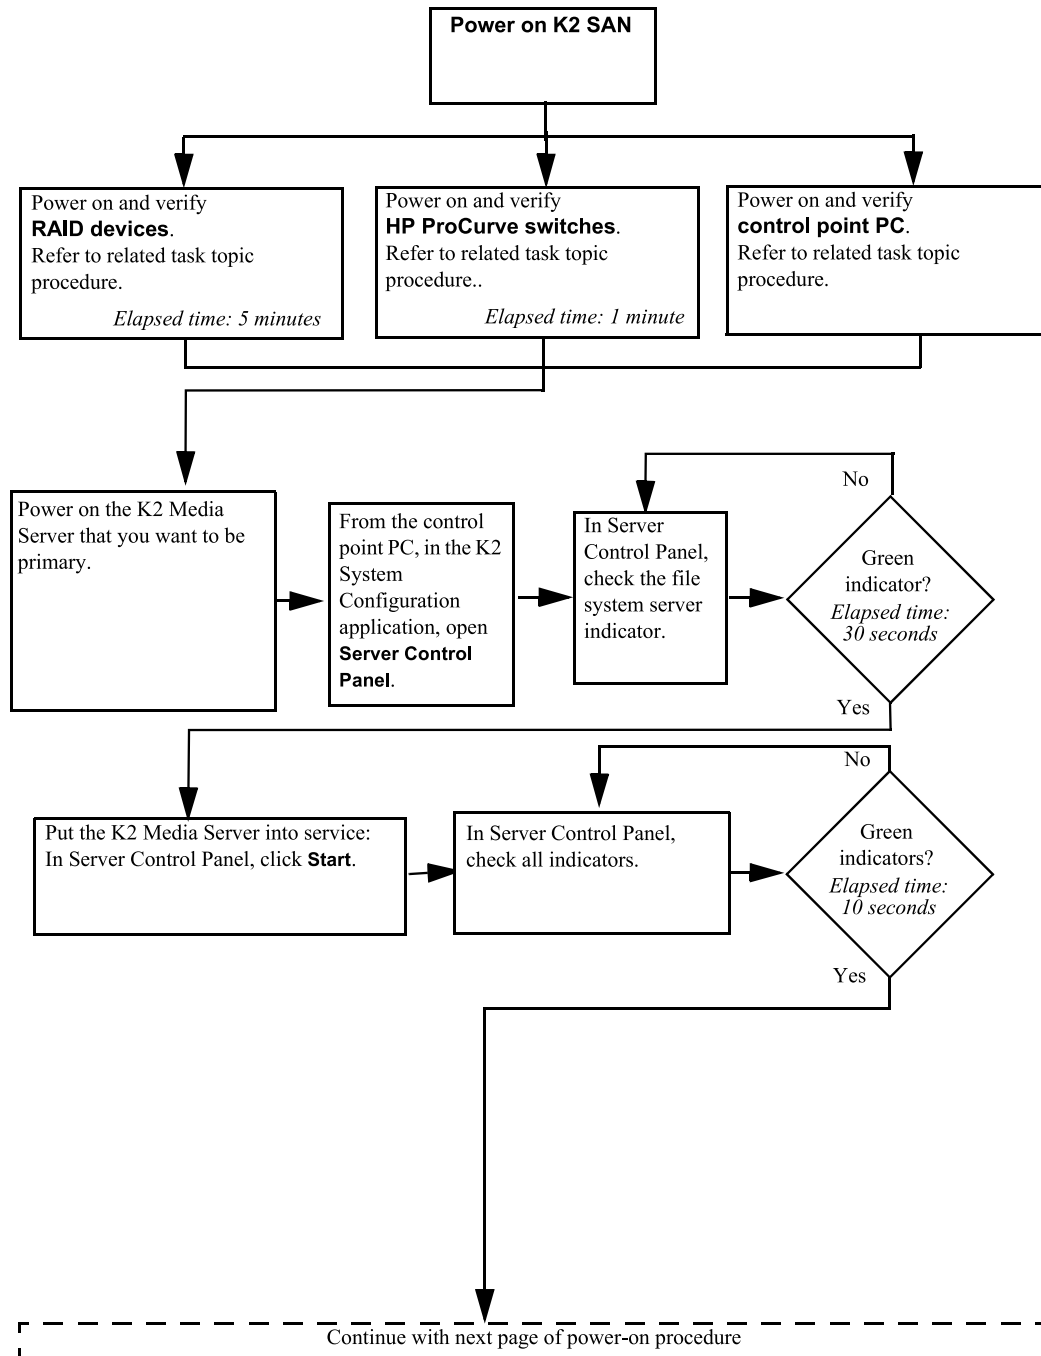 Power on K2 SAN
Power on and verify
RAID devices.
Refer to related task topic
procedure.
Elapsed time: 5 minutes
Power on and verify
HP ProCurve switches.
Refer to related task topic
procedure..
Elapsed time: 1 minute
Power on and verify
control point PC.
Refer to related task topic
procedure.
Power on the K2 Media
Server that you want to be
primary.
From the control
point PC, in the K2
System
Configuration
application, open
Server Control
Panel.
In Server
Control Panel,
check the file
system server
indicator.
No
Green
indicator?
Elapsed time:
30 seconds
Yes
Put the K2 Media Server into service:
In Server Control Panel, click Start.
In Server Control Panel,
check all indicators.
No
Green
indicators?
Elapsed time:
10 seconds
Yes
Continue with next page of power-on procedure